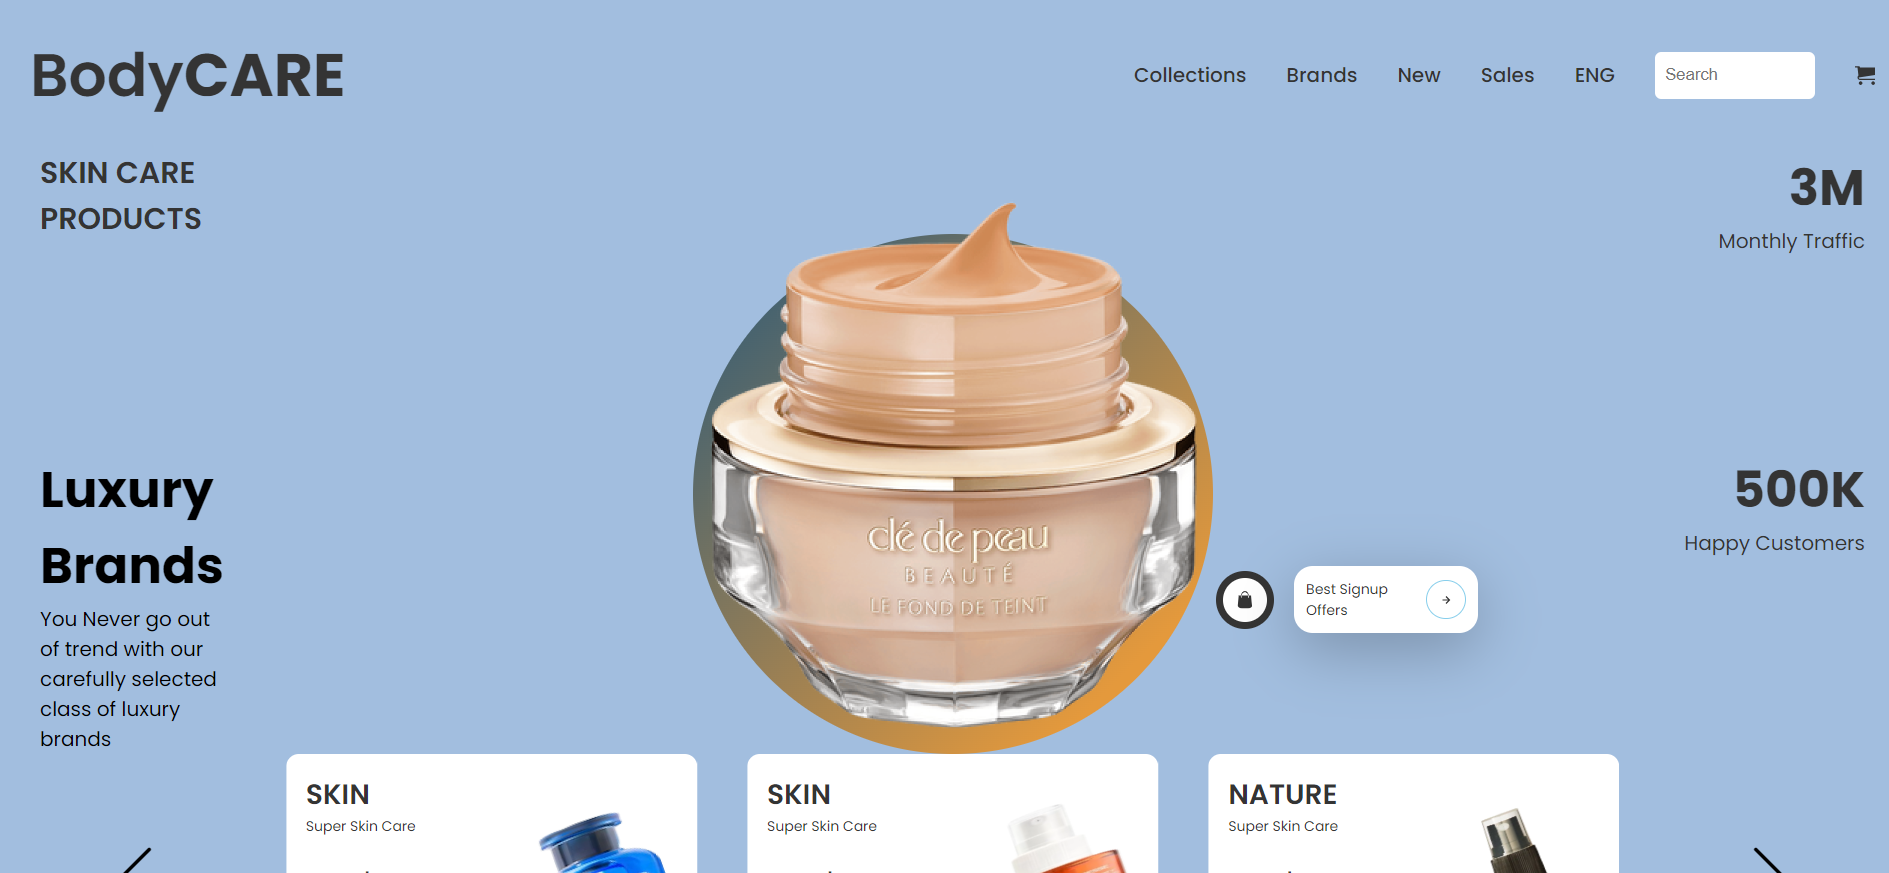 BodyCARE
Collections
Brands
New
Sales
ENG
Search
SKIN CARE
PRODUCTS
3M
Monthly Traffic
clé de peau
BEAUTÉ
LE FOND DE TEINT
Luxury
Brands
You Never go out
of trend with our
carefully selected
class of luxury
brands
500K
Happy Customers
Best Signup
Offers
SKIN
Super Skin Care
SKIN
Super Skin Care
NATURE
Super Skin Care